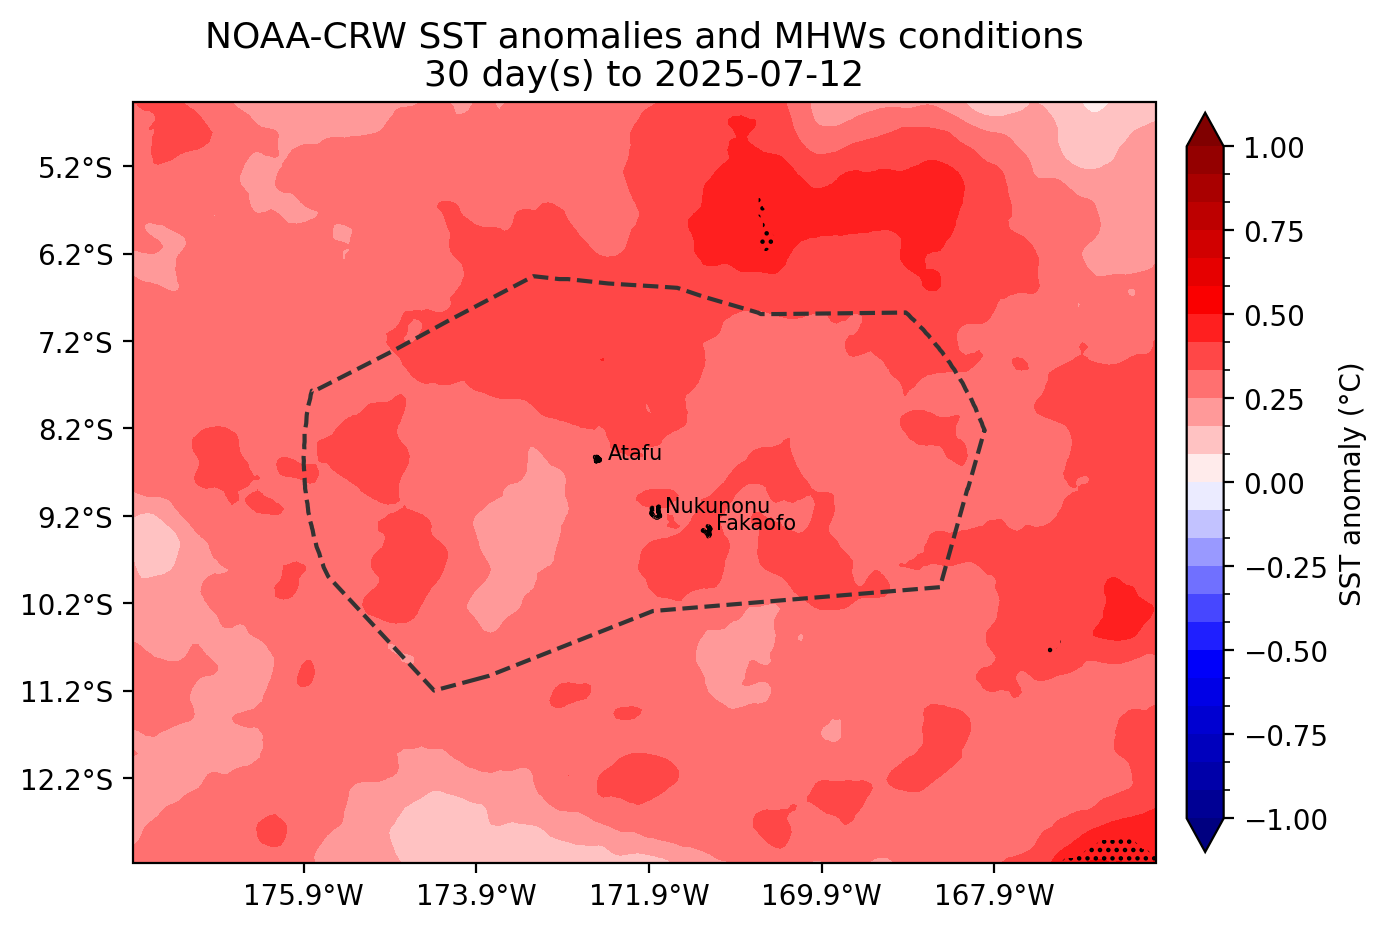 NOAA-CRW SST anomalies and MHWs conditions
30 day(s) to 2025-07-12
5.2°S
6.2°S
7.2°S
8.2°S
9.2°S
10.2°S
11.2°S
12.2°S
175.9°W
173.9°W
171.9°W
169.9°W
167.9°W
Atafu
Nukunonu
Fakaofo
1.00
0.75
0.50
0.25
0.00
−0.25
−0.50
−0.75
−1.00
SST anomaly (°C)